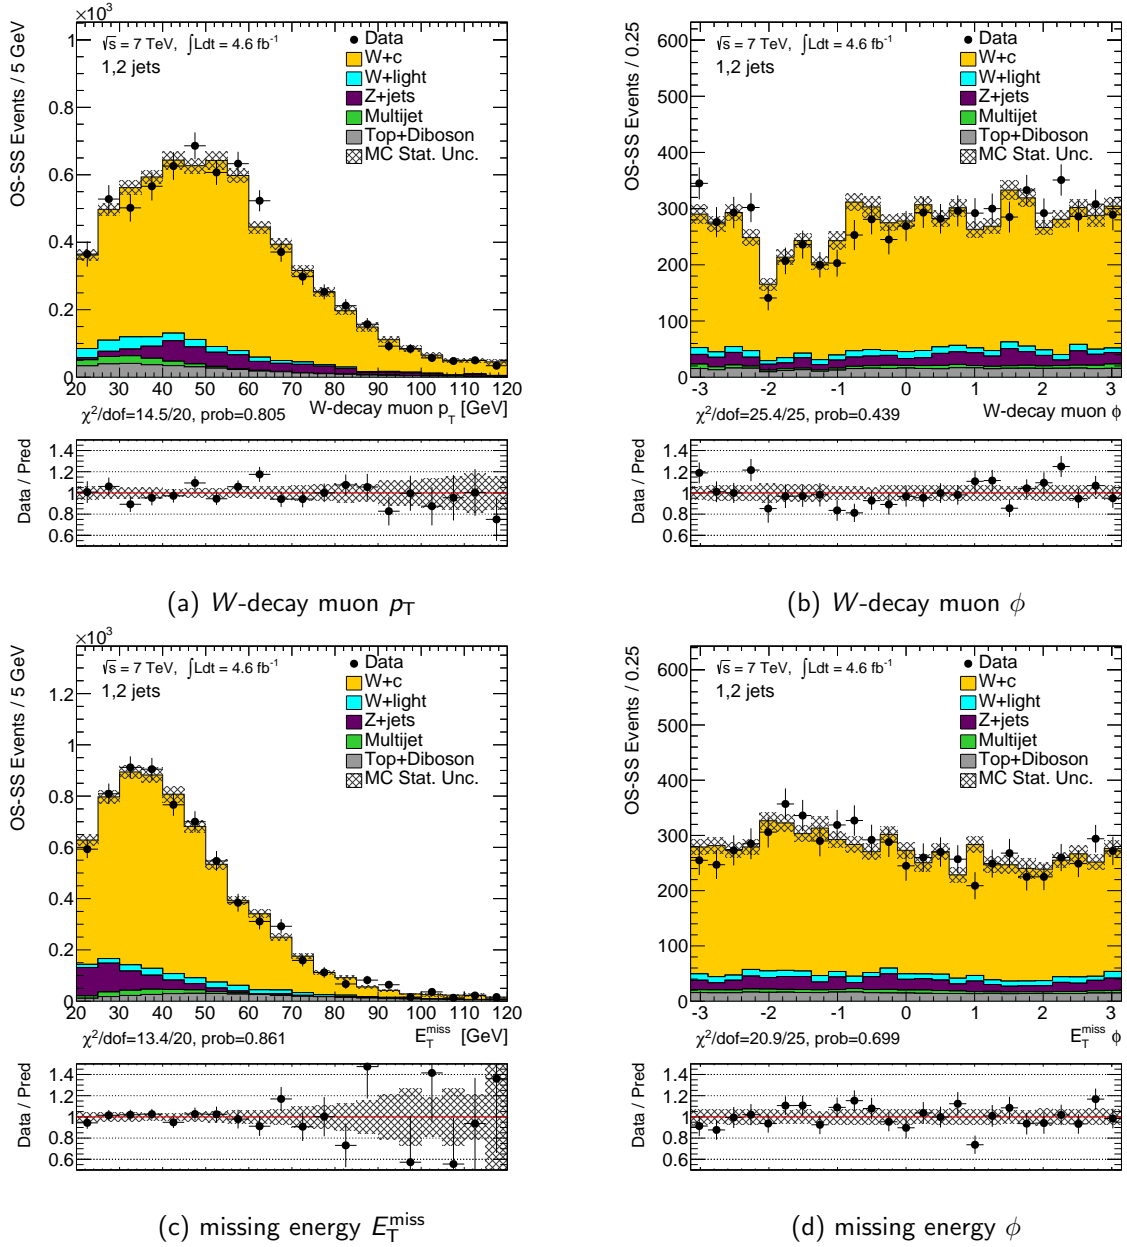 ×10³
OS-SS Events / 5 GeV
1
0.8
0.6
0.4
0.2
0
√s = 7 TeV, ∫Ldt = 4.6 fb⁻¹
1,2 jets
Data
W+c
W+light
Z+jets
Multijet
Top+Diboson
MC Stat. Unc.
20 30 40 50 60 70 80 90 100 110 120
χ²/dof=14.5/20, prob=0.805
W-decay muon p_T [GeV]
Data / Pred
1.4
1.2
1
0.8
0.6
(a) W-decay muon p_T
OS-SS Events / 0.25
600
500
400
300
200
100
0
√s = 7 TeV, ∫Ldt = 4.6 fb⁻¹
1,2 jets
Data
W+c
W+light
Z+jets
Multijet
Top+Diboson
MC Stat. Unc.
-3 -2 -1 0 1 2 3
χ²/dof=25.4/25, prob=0.439
W-decay muon ϕ
Data / Pred
1.4
1.2
1
0.8
0.6
(b) W-decay muon ϕ
×10³
OS-SS Events / 5 GeV
1.2
1
0.8
0.6
0.4
0.2
0
√s = 7 TeV, ∫Ldt = 4.6 fb⁻¹
1,2 jets
Data
W+c
W+light
Z+jets
Multijet
Top+Diboson
MC Stat. Unc.
20 30 40 50 60 70 80 90 100 110 120
χ²/dof=13.4/20, prob=0.861
E_T^miss [GeV]
Data / Pred
1.4
1.2
1
0.8
0.6
(c) missing energy E_T^miss
OS-SS Events / 0.25
600
500
400
300
200
100
0
√s = 7 TeV, ∫Ldt = 4.6 fb⁻¹
1,2 jets
Data
W+c
W+light
Z+jets
Multijet
Top+Diboson
MC Stat. Unc.
-3 -2 -1 0 1 2 3
χ²/dof=20.9/25, prob=0.699
E_T^miss ϕ
Data / Pred
1.4
1.2
1
0.8
0.6
(d) missing energy ϕ